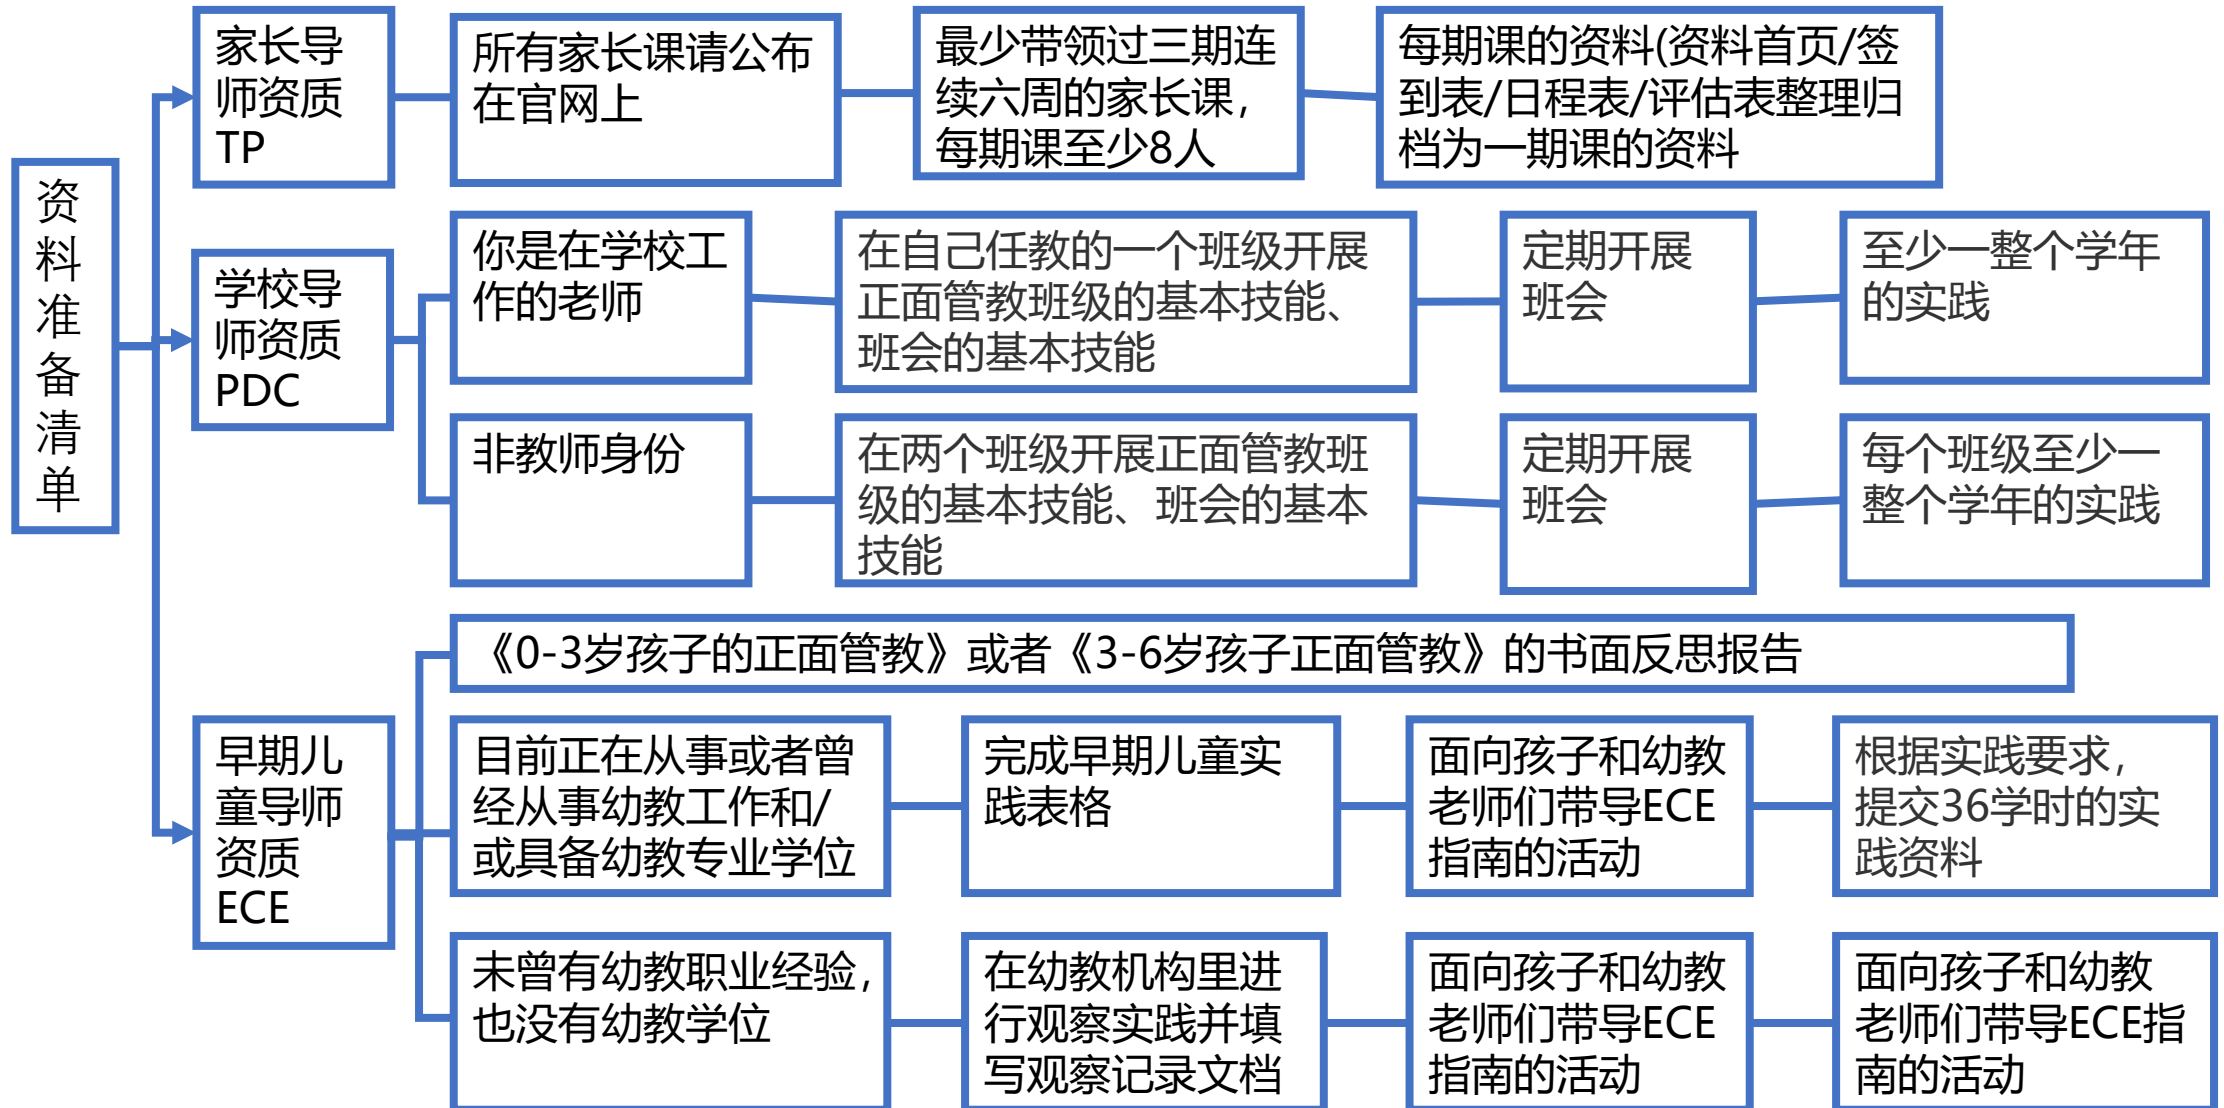 资料准备清单
家长导
师资质
TP
所有家长课请公布
在官网上
最少带领过三期连
续六周的家长课，
每期课至少8人
每期课的资料(资料首页/签
到表/日程表/评估表整理归
档为一期课的资料
学校导
师资质
PDC
你是在学校工
作的老师
在自己任教的一个班级开展
正面管教班级的基本技能、
班会的基本技能
定期开展
班会
至少一整个学年
的实践
非教师身份
在两个班级开展正面管教班
级的基本技能、班会的基本
技能
定期开展
班会
每个班级至少一
整个学年的实践
早期儿
童导师
资质
ECE
《0-3岁孩子的正面管教》或者《3-6岁孩子正面管教》的书面反思报告
目前正在从事或者曾
经从事幼教工作和/
或具备幼教专业学位
完成早期儿童实
践表格
面向孩子和幼教
老师们带导ECE
指南的活动
根据实践要求，
提交36学时的实
践资料
未曾有幼教职业经验，
也没有幼教学位
在幼教机构里进
行观察实践并填
写观察记录文档
面向孩子和幼教
老师们带导ECE
指南的活动
面向孩子和幼教
老师们带导ECE指
南的活动